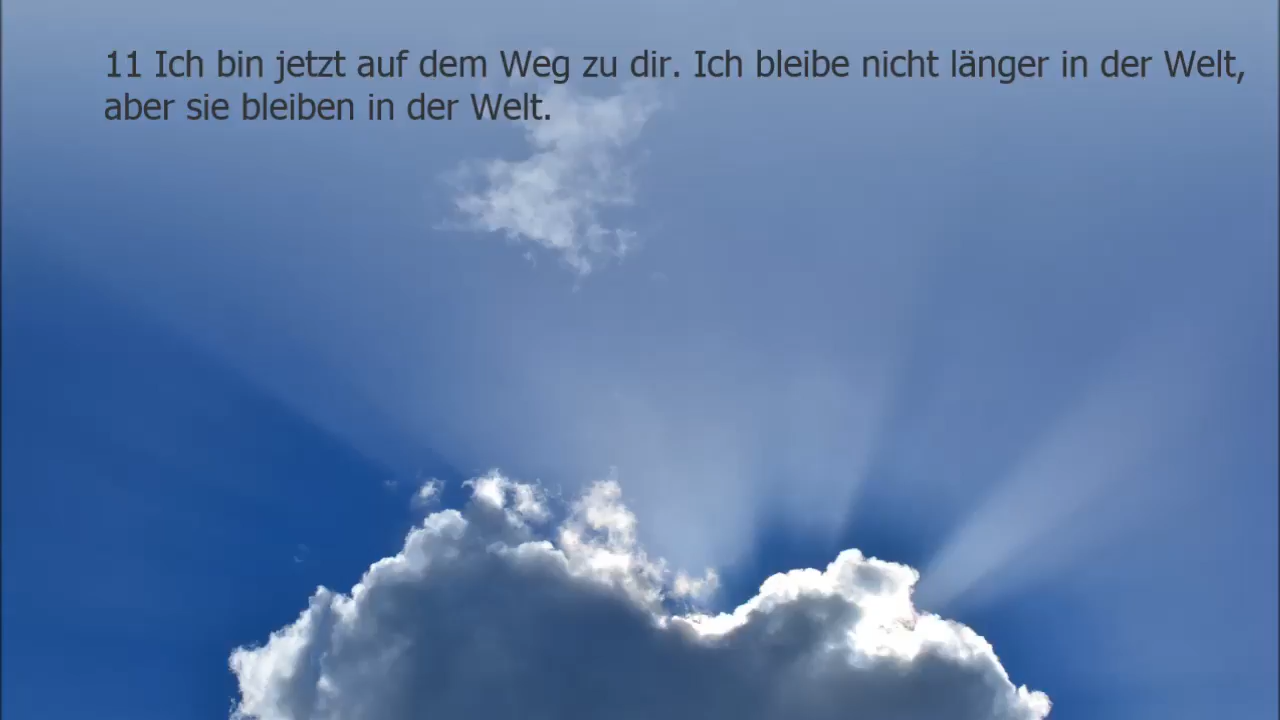 11 Ich bin jetzt auf dem Weg zu dir. Ich bleibe nicht länger in der Welt,
aber sie bleiben in der Welt.